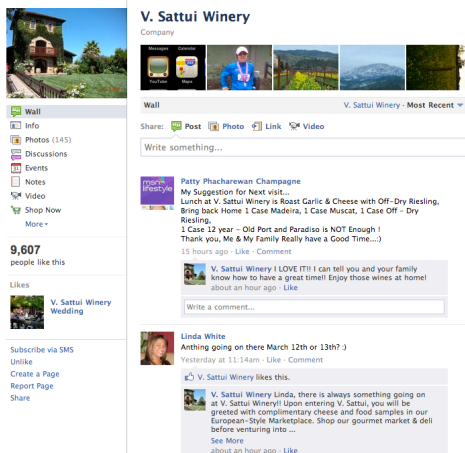 V. Sattui Winery
Company
Messages
Calendar
YouTube
Maps
Wall
V. Sattui Winery · Most Recent
Share: Post Photo Link Video
Write something...
Wall
Info
Photos (145)
Discussions
Events
Notes
Video
Shop Now
More
9,607
people like this
Likes
V. Sattui Winery
Wedding
Subscribe via SMS
Unlike
Create a Page
Report Page
Share
msn
lifestyle
Patty Phacharewan Champagne
My Suggestion for Next visit...
Lunch at V. Sattui Winery is Roast Garlic & Cheese with Off-Dry Riesling,
Bring back Home 1 Case Madeira, 1 Case Muscat, 1 Case Off - Dry
Riesling,
1 Case 12 year - Old Port and Paradiso is NOT Enough !
Thank you, Me & My Family Really have a Good Time....:)
15 hours ago · Like · Comment
V. Sattui Winery I LOVE IT!! I can tell you and your family
know how to have a great time!! Enjoy those wines at home!
about an hour ago · Like
Write a comment...
Linda White
Anthing going on there March 12th or 13th? :)
Yesterday at 11:14am · Like · Comment
V. Sattui Winery likes this.
V. Sattui Winery Linda, there is always something going on
at V. Sattui Winery!! Upon entering V. Sattui, you will be
greeted with complimentary cheese and food samples in our
European-Style Marketplace. Shop our gourmet & deli
before venturing into ...
See More
about an hour ago · Like